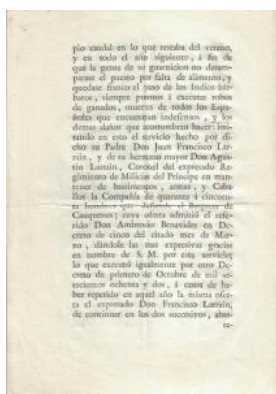 pio caudal en lo que restaba del verano,
y en todo el año siguiente, á fin de
que la gente de su guarnicion no desam-
parase el puesto por falta de alimento, y
quedase franco el paso de los Indios bár-
baros, siempre prontos á executar robos
de ganados, muertes de todos los Espa-
ñoles que encuentran indefensos, y los
demas daños que acostumbran hacer: imi-
tando en esto el servicio hecho por di-
cho su Padre Don Juan Francisco Lar-
rain, y de su hermano mayor Don Agus-
tin Larrain, Coronel del expresado Re-
gimiento de Milicias del Príncipe en man-
tener de bastimentos, armas, y Caba-
llos la Compañía de quarenta á cincuen-
ta hombres que
Cauquenes; cuya oferta admitió el refe-
rido Don Ambrosio Benavides en De-
creto de cinco del citado mes de Mar-
zo, dándole las mas expresivas gracias
en nombre de S. M. por este servicio;
lo que executó igualmente por otro De-
creto de primero de Octubre de mil se-
tecientos ochenta y dos, á causa de ha-
ber repetido en aquel año la misma ofer-
ta el expresado Don Francisco Larrain,
de continuar en los dos succesivos, abas-
te-